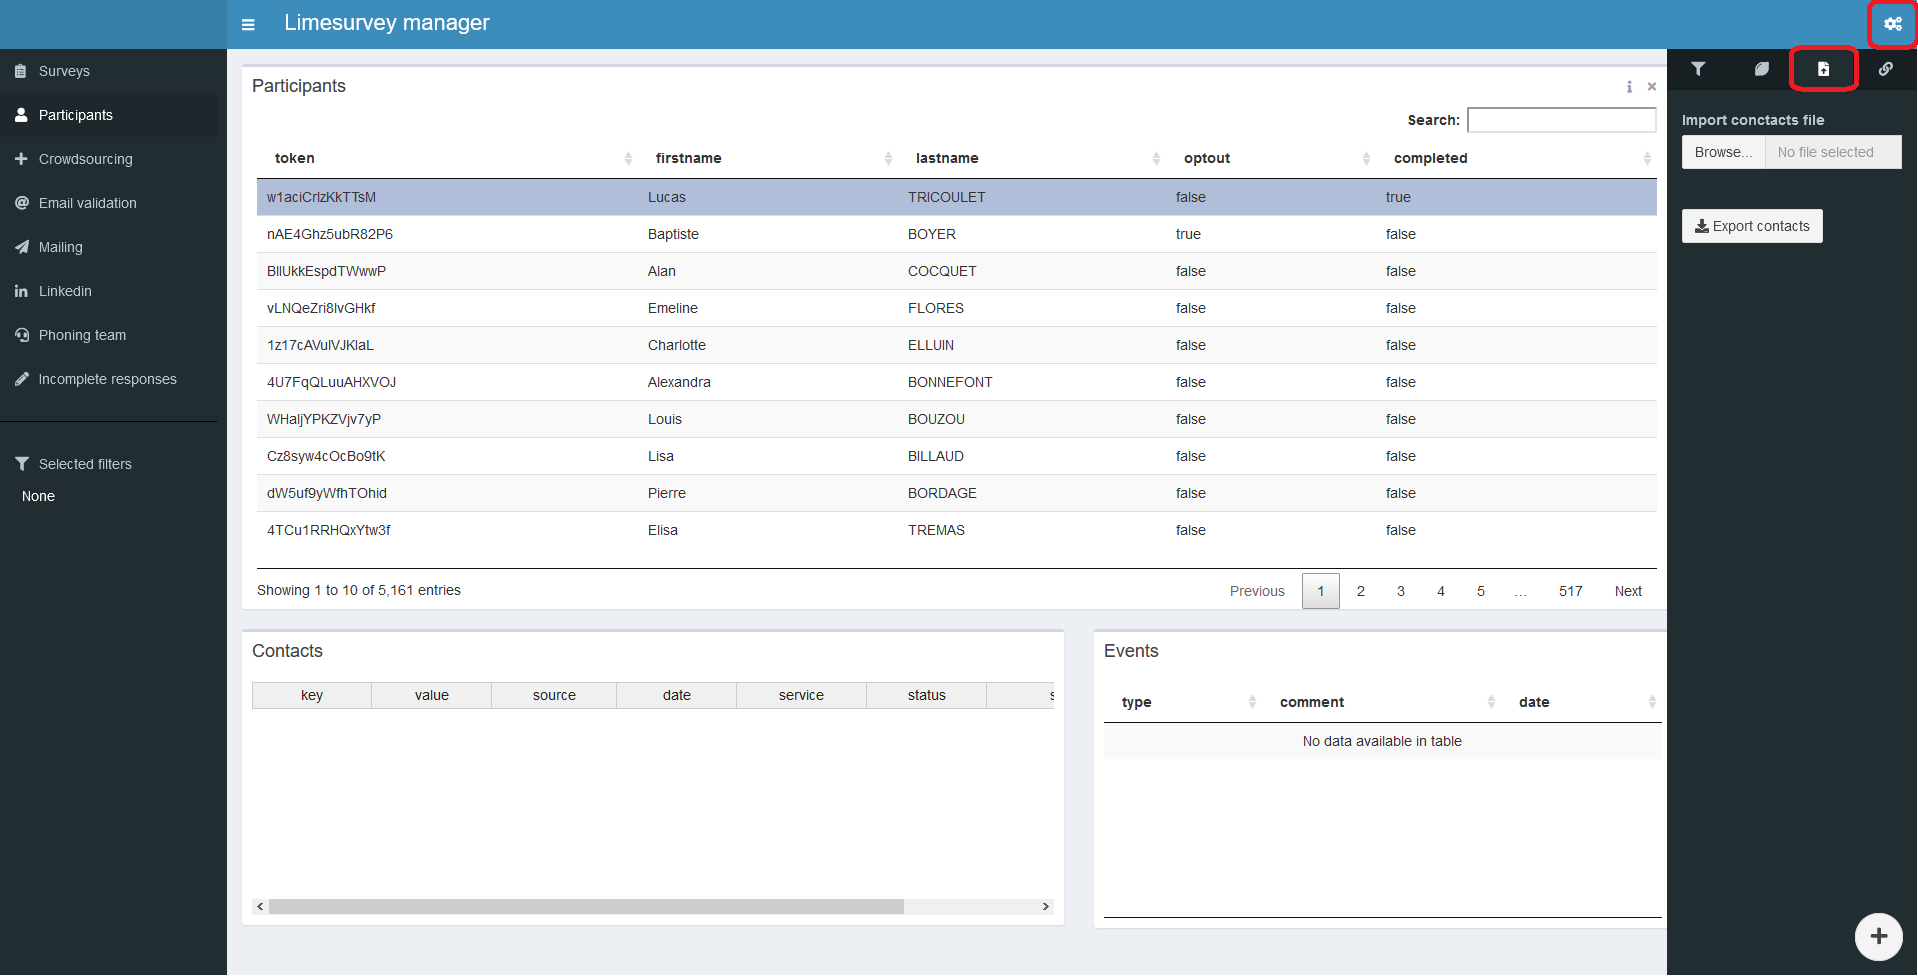 Limesurvey manager
Surveys
Participants
Crowdsourcing
Email validation
Mailing
Linkedin
Phoning team
Incomplete responses
Selected filters
None
Participants
Search:
token firstname lastname optout completed
w1aciCrlzKkTTsM Lucas TRICOULET false true
nAE4Ghz5ubR82P6 Baptiste BOYER true false
BIlUkkEspdTWwwP Alan COCQUET false false
vLNQeZri8lvGHkf Emeline FLORES false false
1z17cAVulVJKlaL Charlotte ELLUIN false false
4U7FqQLuuAHXVOJ Alexandra BONNEFONT false false
WHaljYPKZVjv7yP Louis BOUZOU false false
Cz8syw4cOcBo9tK Lisa BILLAUD false false
dW5uf9yWfhTOhid Pierre BORDAGE false false
4TCu1RRHQxYtw3f Elisa TREMAS false false
Showing 1 to 10 of 5,161 entries
Previous 1 2 3 4 5 … 517 Next
Contacts
key value source date service status s
Events
type comment date
No data available in table
Import conctacts file
Browse... No file selected
Export contacts